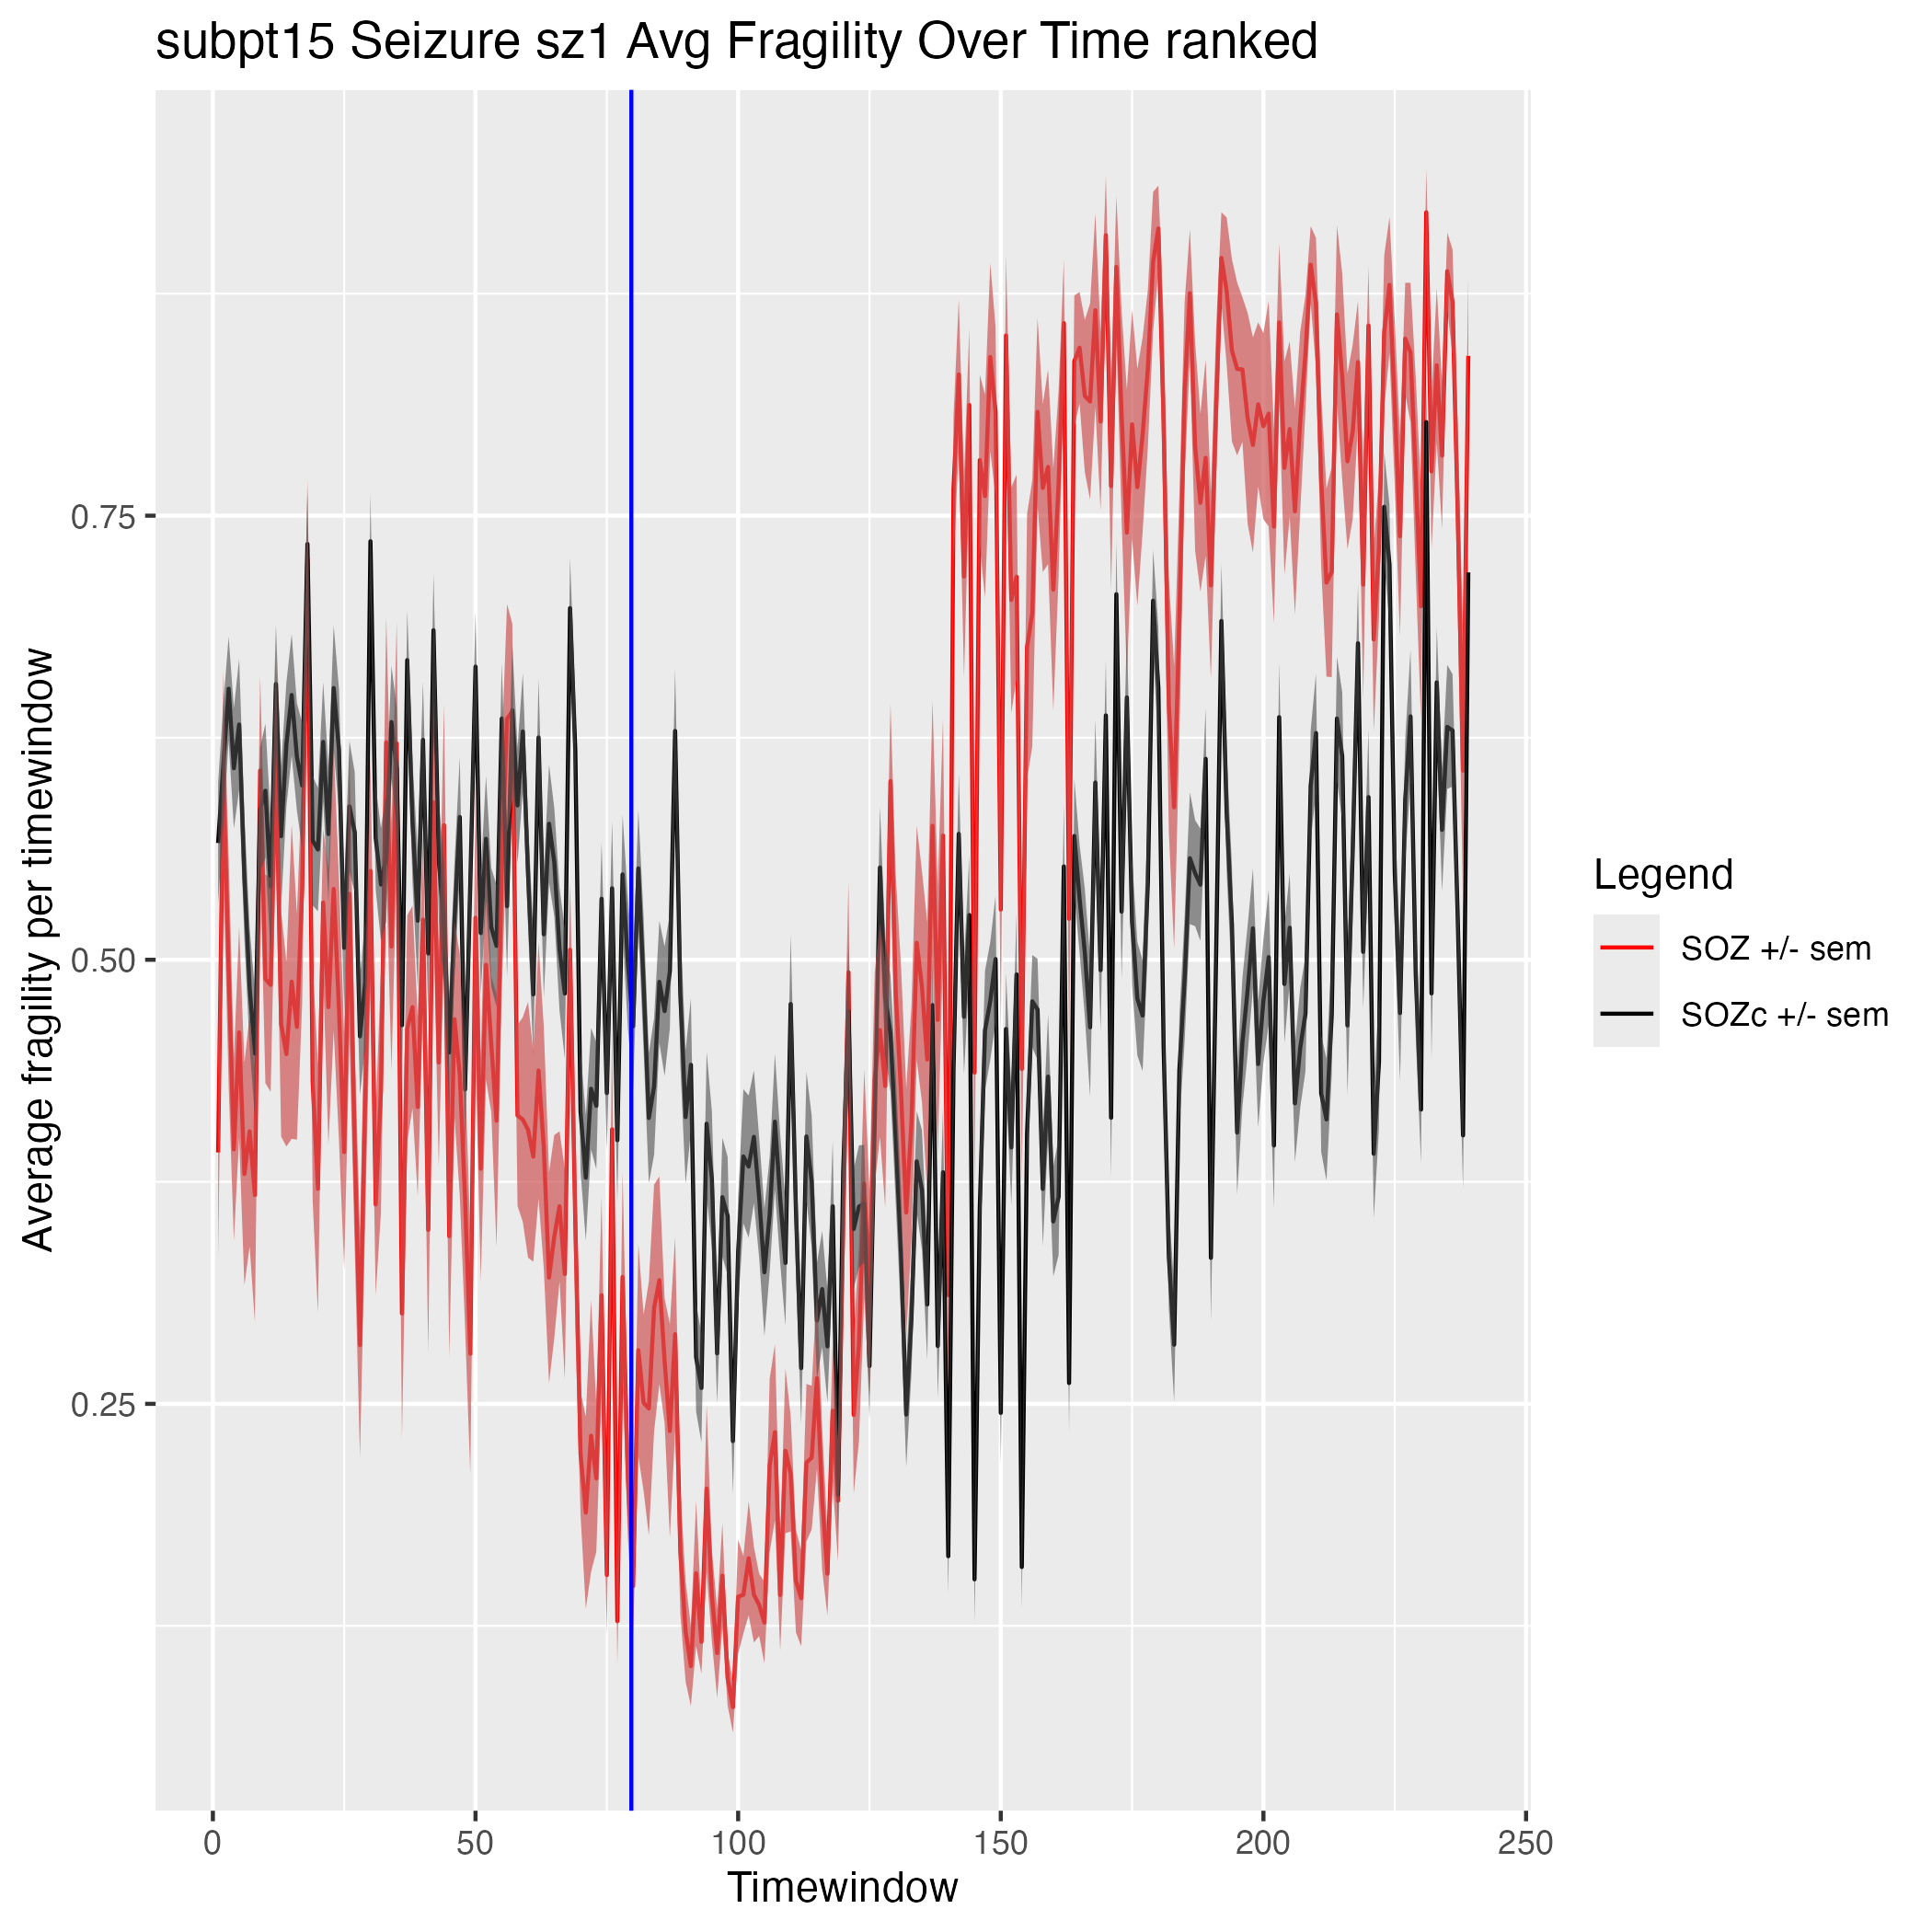 subpt15 Seizure sz1 Avg Fragility Over Time ranked
Average fragility per timewindow
0.75
0.50
0.25
0
50
100
150
200
250
Timewindow
Legend
SOZ +/- sem
SOZc +/- sem